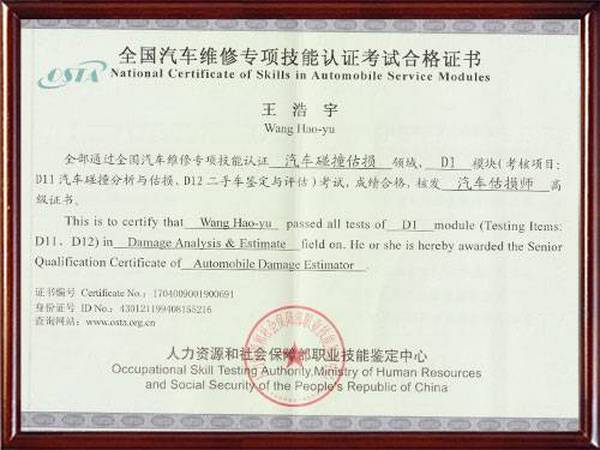 OSTA
全国汽车维修专项技能认证考试合格证书
National Certificate of Skills in Automobile Service Modules
王浩宇
Wang Hao-yu
全部通过全国汽车维修专项技能认证 汽车碰撞估损 领域, D1 模块(考核项目:
D11汽车碰撞分析与估损、D12二手车鉴定与评估)考试,成绩合格,核发 汽车估损师 高
级证书。
This is to certify that Wang Hao-yu passed all tests of D1 module (Testing Items:
D11、D12) in Damage Analysis & Estimate field on. He or she is hereby awarded the Senior
Qualification Certificate of Automobile Damage Estimator.
证书编号 Certificate No.: 1704009001900691
身份证号 ID No.: 430121199408155216
查询网站: www.osta.org.cn
人力资源和社会保障部职业技能鉴定中心
Occupational Skill Testing Authority,Ministry of Human Resources
and Social Security of the People's Republic of China